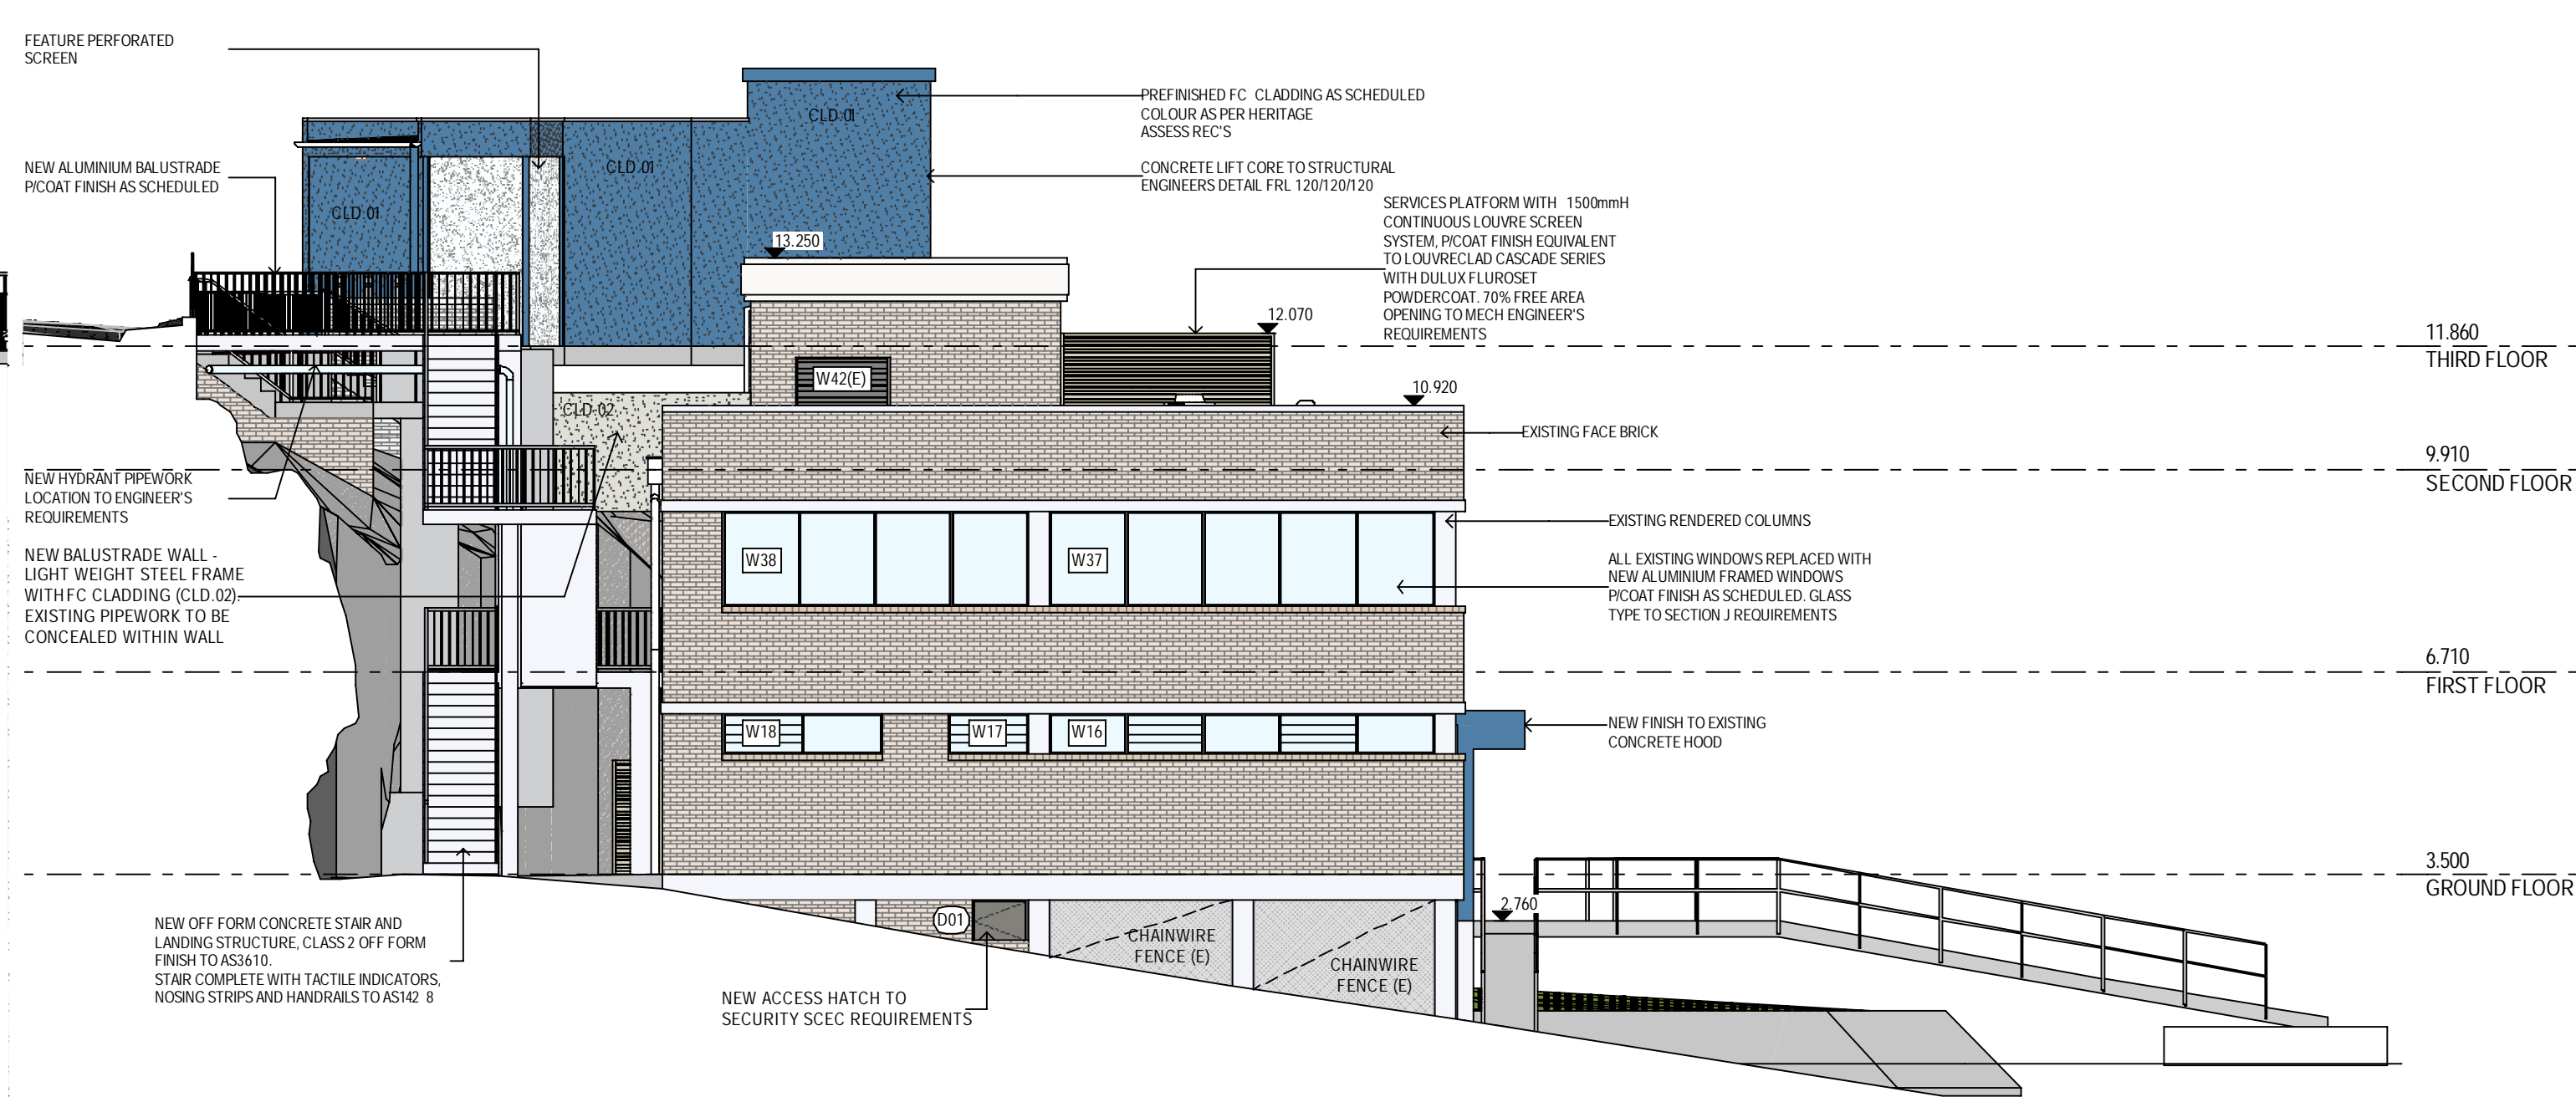 FEATURE PERFORATED
SCREEN
NEW ALUMINIUM BALUSTRADE
P/COAT FINISH AS SCHEDULED
NEW HYDRANT PIPEWORK
LOCATION TO ENGINEER'S
REQUIREMENTS
NEW BALUSTRADE WALL -
LIGHT WEIGHT STEEL FRAME
WITH FC CLADDING (CLD.02).
EXISTING PIPEWORK TO BE
CONCEALED WITHIN WALL
NEW OFF FORM CONCRETE STAIR AND
LANDING STRUCTURE, CLASS 2 OFF FORM
FINISH TO AS3610.
STAIR COMPLETE WITH TACTILE INDICATORS,
NOSING STRIPS AND HANDRAILS TO AS142 8
CLD.01
CLD.01
CLD.01
CLD.02
13.250
12.070
10.920
W42(E)
W38
W37
W18
W17
W16
D01
CHAINWIRE
FENCE (E)
CHAINWIRE
FENCE (E)
2.760
NEW ACCESS HATCH TO
SECURITY SCEC REQUIREMENTS
PREFINISHED FC CLADDING AS SCHEDULED
COLOUR AS PER HERITAGE
ASSESS REC'S
CONCRETE LIFT CORE TO STRUCTURAL
ENGINEERS DETAIL FRL 120/120/120
SERVICES PLATFORM WITH 1500mmH
CONTINUOUS LOUVRE SCREEN
SYSTEM, P/COAT FINISH EQUIVALENT
TO LOUVRECLAD CASCADE SERIES
WITH DULUX FLUROSET
POWDERCOAT. 70% FREE AREA
OPENING TO MECH ENGINEER'S
REQUIREMENTS
EXISTING FACE BRICK
EXISTING RENDERED COLUMNS
ALL EXISTING WINDOWS REPLACED WITH
NEW ALUMINIUM FRAMED WINDOWS
P/COAT FINISH AS SCHEDULED. GLASS
TYPE TO SECTION J REQUIREMENTS
NEW FINISH TO EXISTING
CONCRETE HOOD
11.860
THIRD FLOOR
9.910
SECOND FLOOR
6.710
FIRST FLOOR
3.500
GROUND FLOOR